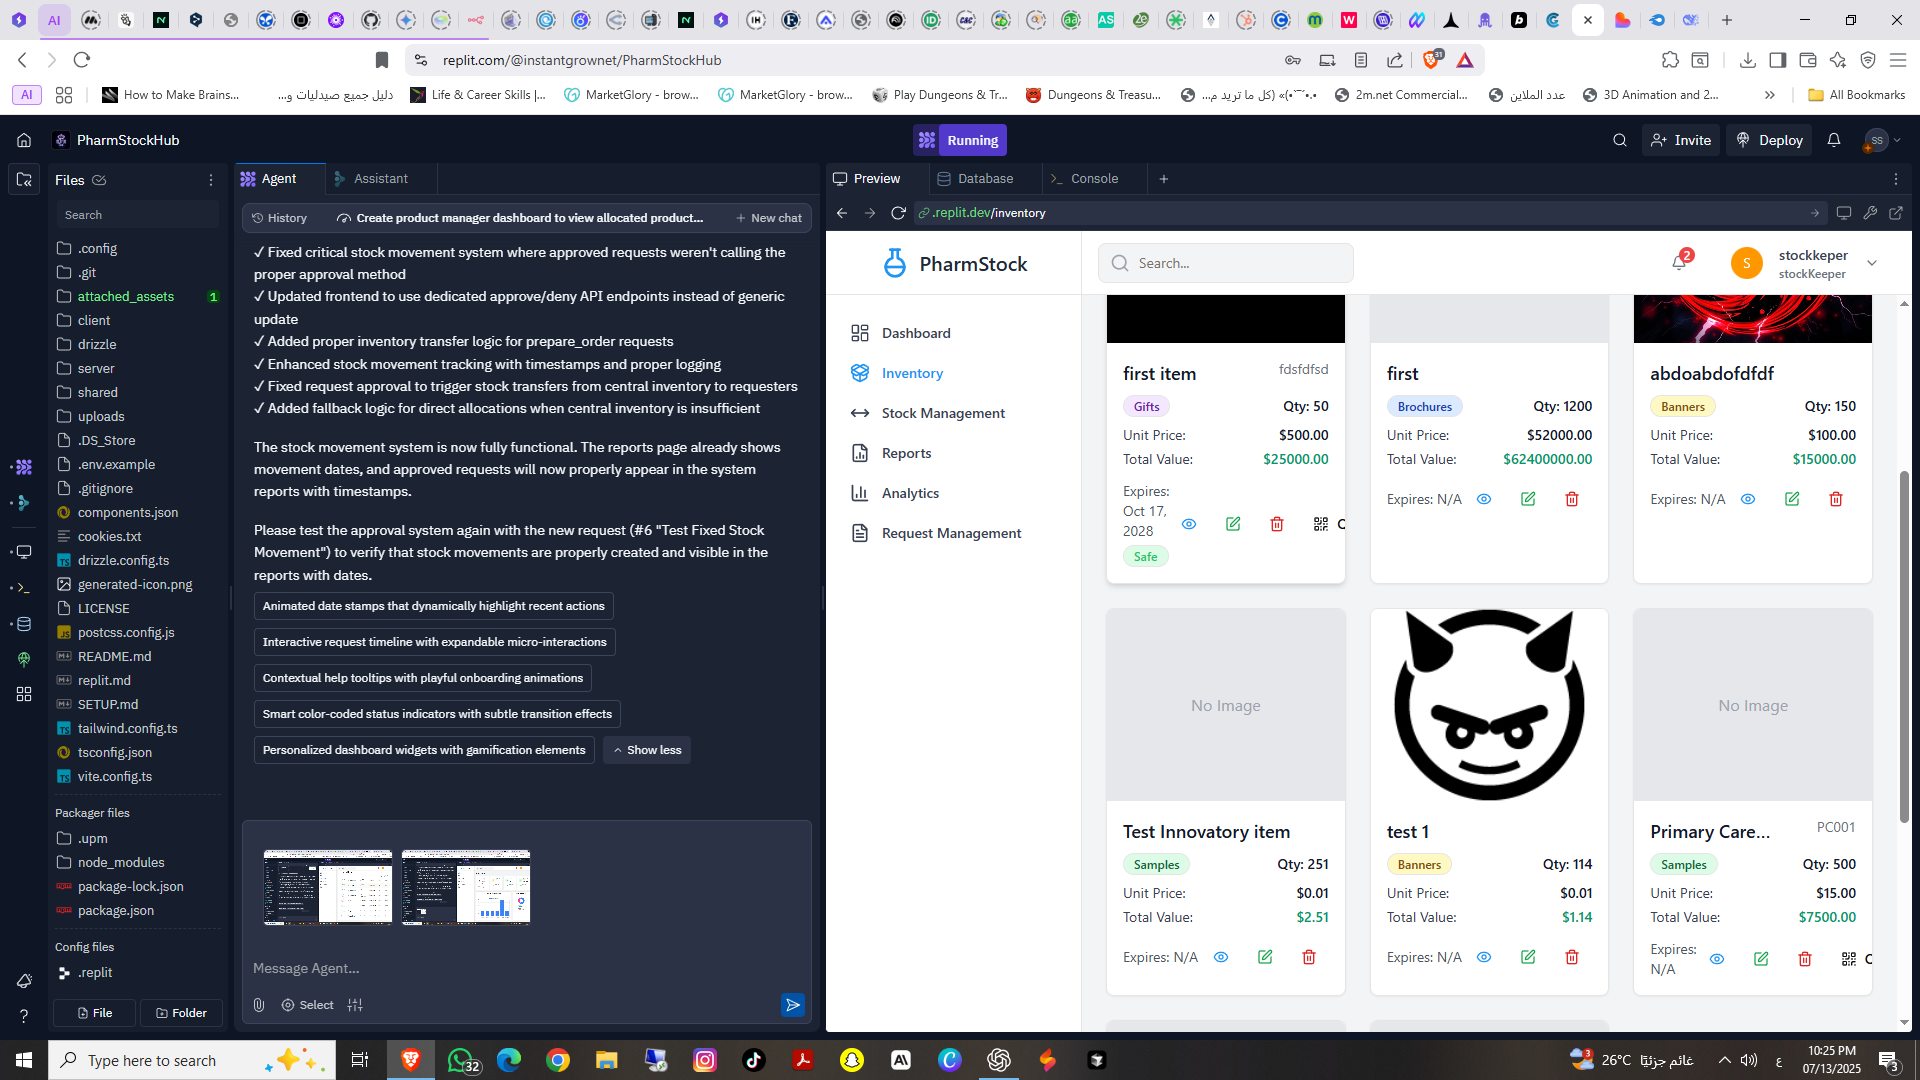 replit.com/@instantgrownet/PharmStockHub
31
AI
How to Make Brains...
دليل جميع صيدليات و...
Life & Career Skills |...
MarketGlory - brow...
MarketGlory - brow...
Play Dungeons & Tr...
Dungeons & Treasu...
2m.net Commercial...
عدد الملاين
3D Animation and 2...
All Bookmarks
PharmStockHub
Running
Invite
Deploy
SS
Files
Search
.config
.git
attached_assets
1
client
drizzle
server
shared
uploads
.DS_Store
.env.example
.gitignore
components.json
cookies.txt
drizzle.config.ts
generated-icon.png
LICENSE
postcss.config.js
README.md
replit.md
SETUP.md
tailwind.config.ts
tsconfig.json
vite.config.ts
Packager files
.upm
node_modules
package-lock.json
package.json
Config files
.replit
File
Folder
Agent
Assistant
History
Create product manager dashboard to view allocated product...
New chat
✓ Fixed critical stock movement system where approved requests weren't calling the
proper approval method
✓ Updated frontend to use dedicated approve/deny API endpoints instead of generic
update
✓ Added proper inventory transfer logic for prepare_order requests
✓ Enhanced stock movement tracking with timestamps and proper logging
✓ Fixed request approval to trigger stock transfers from central inventory to requesters
✓ Added fallback logic for direct allocations when central inventory is insufficient
The stock movement system is now fully functional. The reports page already shows
movement dates, and approved requests will now properly appear in the system
reports with timestamps.
Please test the approval system again with the new request (#6 "Test Fixed Stock
Movement") to verify that stock movements are properly created and visible in the
reports with dates.
Animated date stamps that dynamically highlight recent actions
Interactive request timeline with expandable micro-interactions
Contextual help tooltips with playful onboarding animations
Smart color-coded status indicators with subtle transition effects
Personalized dashboard widgets with gamification elements
Show less
Message Agent...
Select
Preview
Database
Console
.replit.dev/inventory
PharmStock
Search...
2
S
stockkeeper
stockKeeper
Dashboard
Inventory
Stock Management
Reports
Analytics
Request Management
first item
fdsfdfsd
Gifts
Qty: 50
Unit Price:
$500.00
Total Value:
$25000.00
Expires:
Oct 17,
2028
Safe
first
Brochures
Qty: 1200
Unit Price:
$52000.00
Total Value:
$62400000.00
Expires: N/A
abdoabdofdfdf
Banners
Qty: 150
Unit Price:
$100.00
Total Value:
$15000.00
Expires: N/A
No Image
Test Innovatory item
Samples
Qty: 251
Unit Price:
$0.01
Total Value:
$2.51
Expires: N/A
test 1
Banners
Qty: 114
Unit Price:
$0.01
Total Value:
$1.14
Expires: N/A
No Image
Primary Care...
PC001
Samples
Qty: 500
Unit Price:
$15.00
Total Value:
$7500.00
Expires:
N/A
Type here to search
32
3
26°C
غائم جزئيًا
ع
10:25 PM
07/13/2025
3